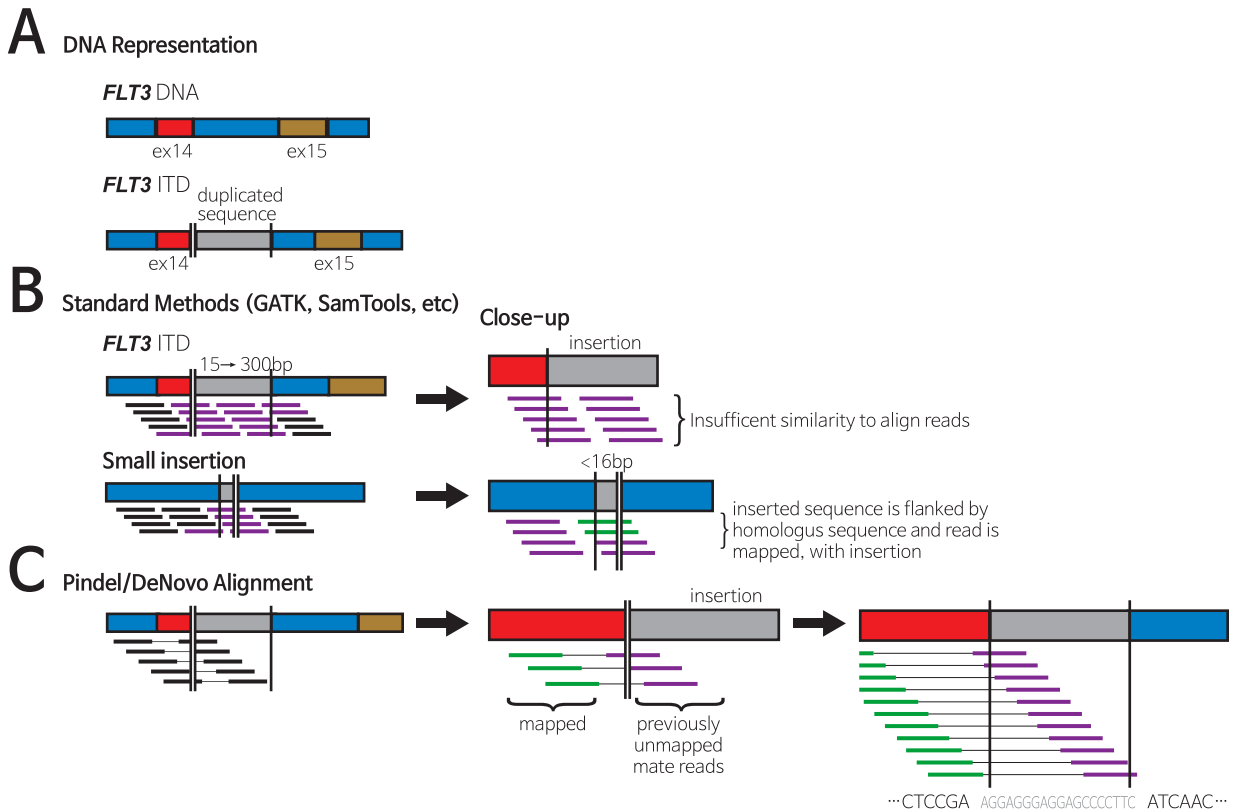 A
DNA Representation
FLT3 DNA
ex14
ex15
FLT3 ITD
duplicated
sequence
ex14
ex15
B
Standard Methods (GATK, SamTools, etc)
Close-up
FLT3 ITD
15→ 300bp
insertion
Insufficent similarity to align reads
Small insertion
<16bp
inserted sequence is flanked by
homologus sequence and read is
mapped, with insertion
C
Pindel/DeNovo Alignment
insertion
mapped
previously
unmapped
mate reads
···CTCCGA AGGAGGGAGGAGCCCCTTC ATCAAC···